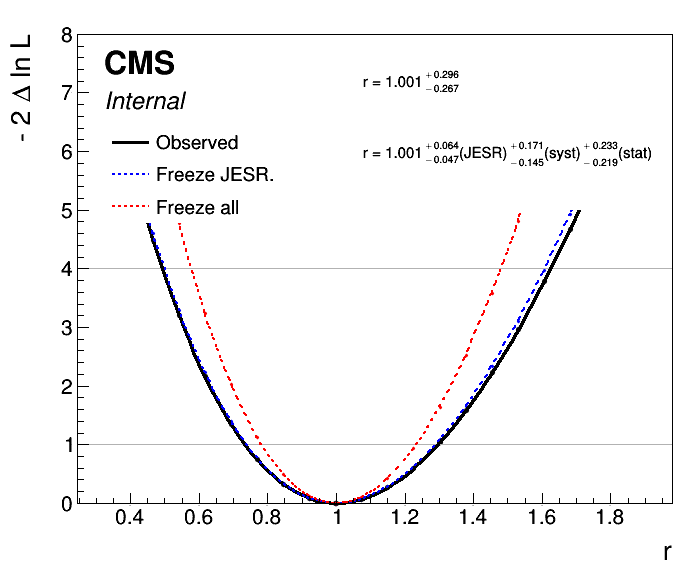 - 2 Δ ln L
8
7
6
5
4
3
2
1
0
CMS
Internal
Observed
Freeze JESR.
Freeze all
r = 1.001 +0.296 -0.267
r = 1.001 +0.064 -0.047 (JESR) +0.171 -0.145 (syst) +0.233 -0.219 (stat)
0.4 0.6 0.8 1 1.2 1.4 1.6 1.8
r